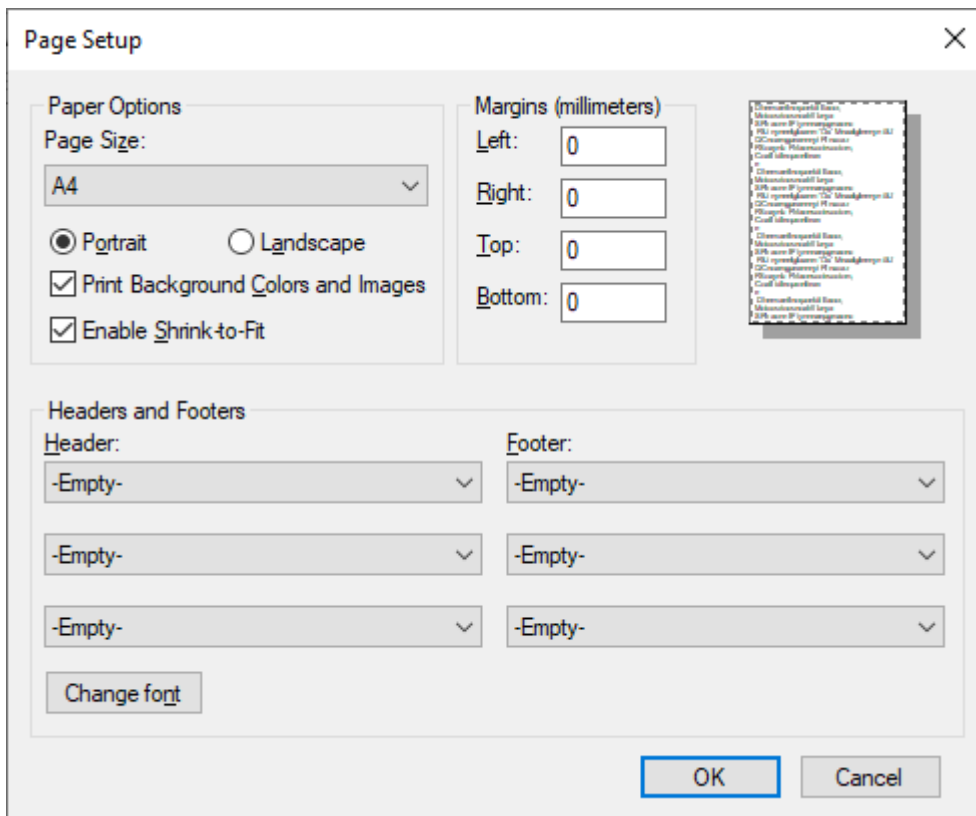 Page Setup
Paper Options
Page Size:
A4
Portrait
Landscape
Print Background Colors and Images
Enable Shrink-to-Fit
Margins (millimeters)
Left:
0
Right:
0
Top:
0
Bottom:
0
Headers and Footers
Header:
Footer:
-Empty-
-Empty-
-Empty-
-Empty-
-Empty-
-Empty-
Change font
OK
Cancel